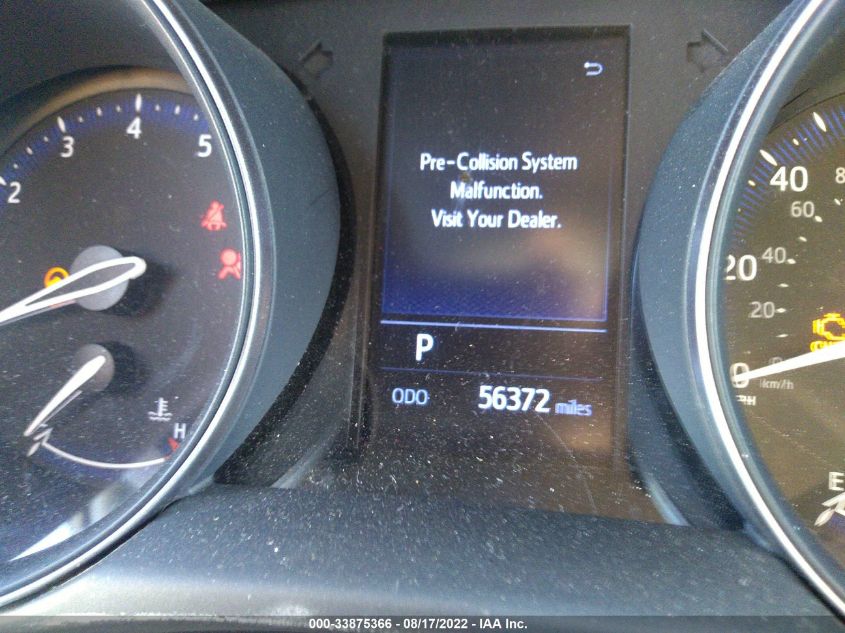 2
3
4
5
H
Pre-Collision System
Malfunction.
Visit Your Dealer.
P
ODO 56372 miles
0
20
40
20
40
60
8
km/h
E
000-33875366 - 08/17/2022 - IAA Inc.